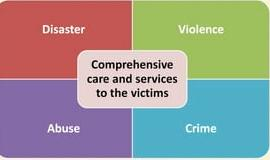 Disaster
Violence
Comprehensive
care and services
to the victims
Abuse
Crime